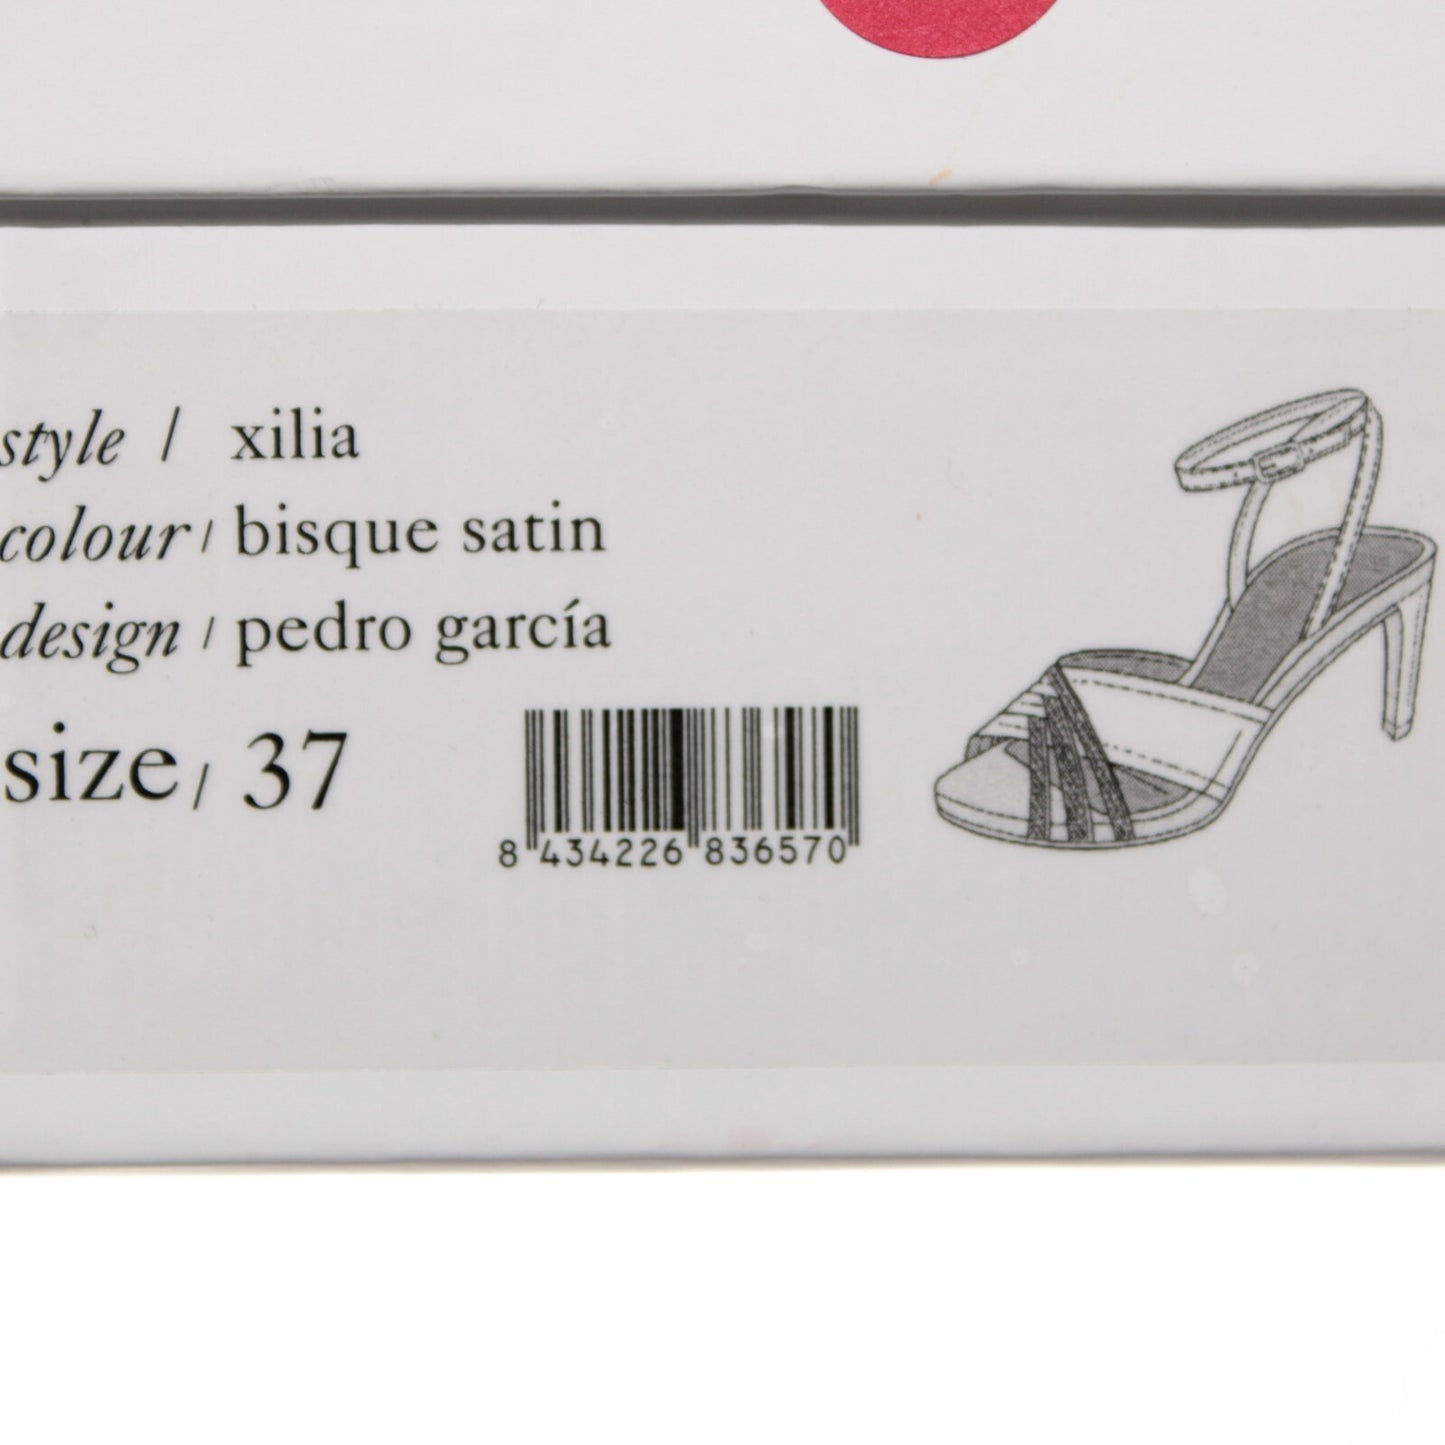 style / xilia
colour / bisque satin
design / pedro garcía
size / 37
8 434226 836570